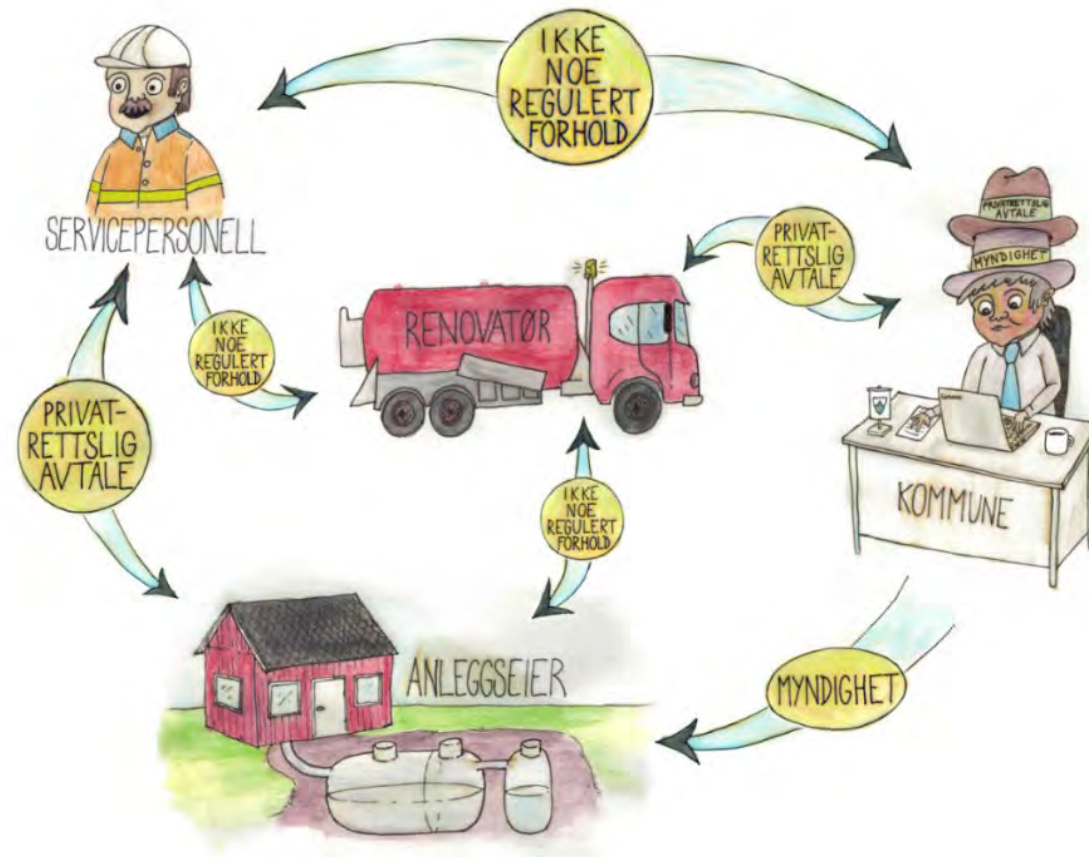 IKKE
NOE
REGULERT
FORHOLD
SERVICEPERSONELL
PRIVATRETTSLIG
AVTALE
MYNDIGHET
PRIVAT-
RETTSLIG
AVTALE
RENOVATØR
IKKE
NOE
REGULERT
FORHOLD
PRIVAT-
RETTSLIG
AVTALE
IKKE
NOE
REGULERT
FORHOLD
KOMMUNE
ANLEGGSEIER
MYNDIGHET